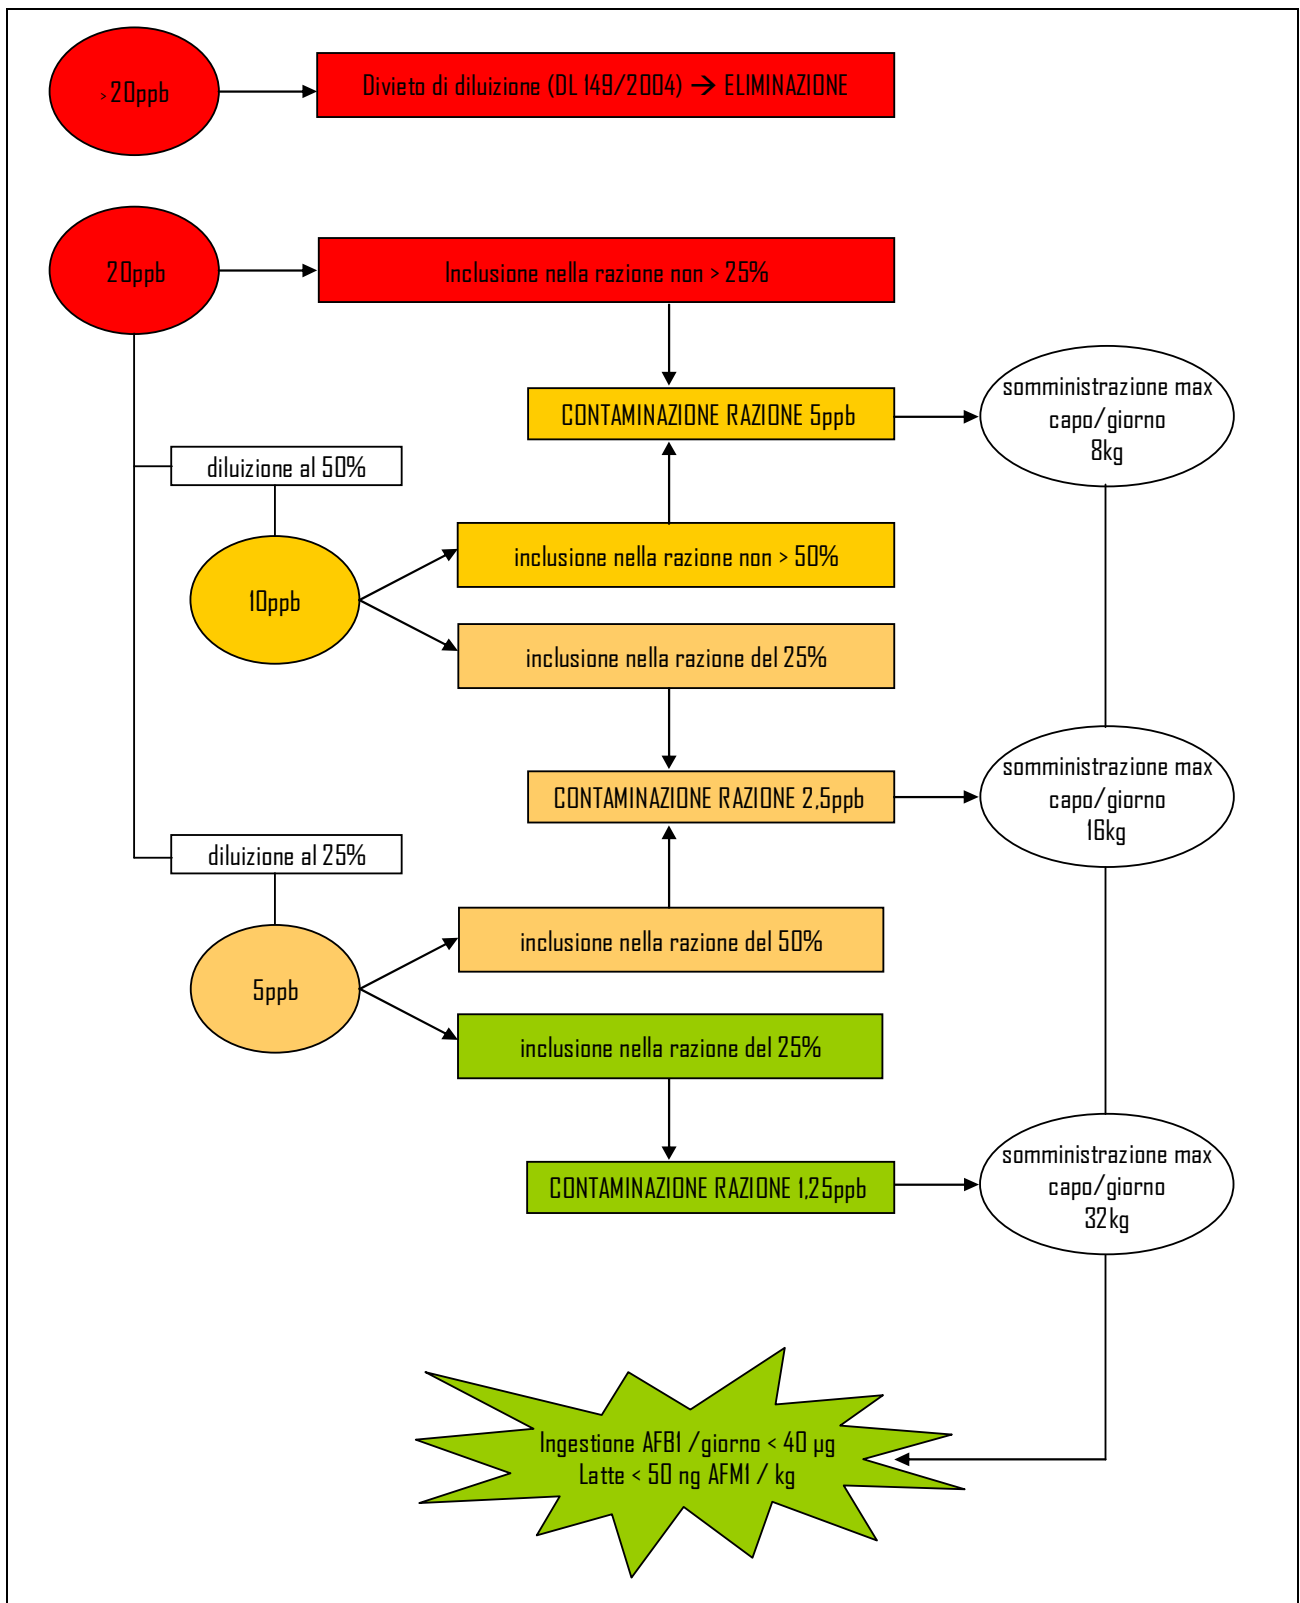 > 20ppb
Divieto di diluizione (DL 149/2004) → ELIMINAZIONE
20ppb
Inclusione nella razione non > 25%
CONTAMINAZIONE RAZIONE 5ppb
somministrazione max
capo/giorno
8kg
diluizione al 50%
inclusione nella razione non > 50%
10ppb
inclusione nella razione del 25%
CONTAMINAZIONE RAZIONE 2,5ppb
somministrazione max
capo/giorno
16kg
diluizione al 25%
inclusione nella razione del 50%
5ppb
inclusione nella razione del 25%
CONTAMINAZIONE RAZIONE 1,25ppb
somministrazione max
capo/giorno
32kg
Ingestione AFB1 /giorno < 40 µg
Latte < 50 ng AFM1 / kg